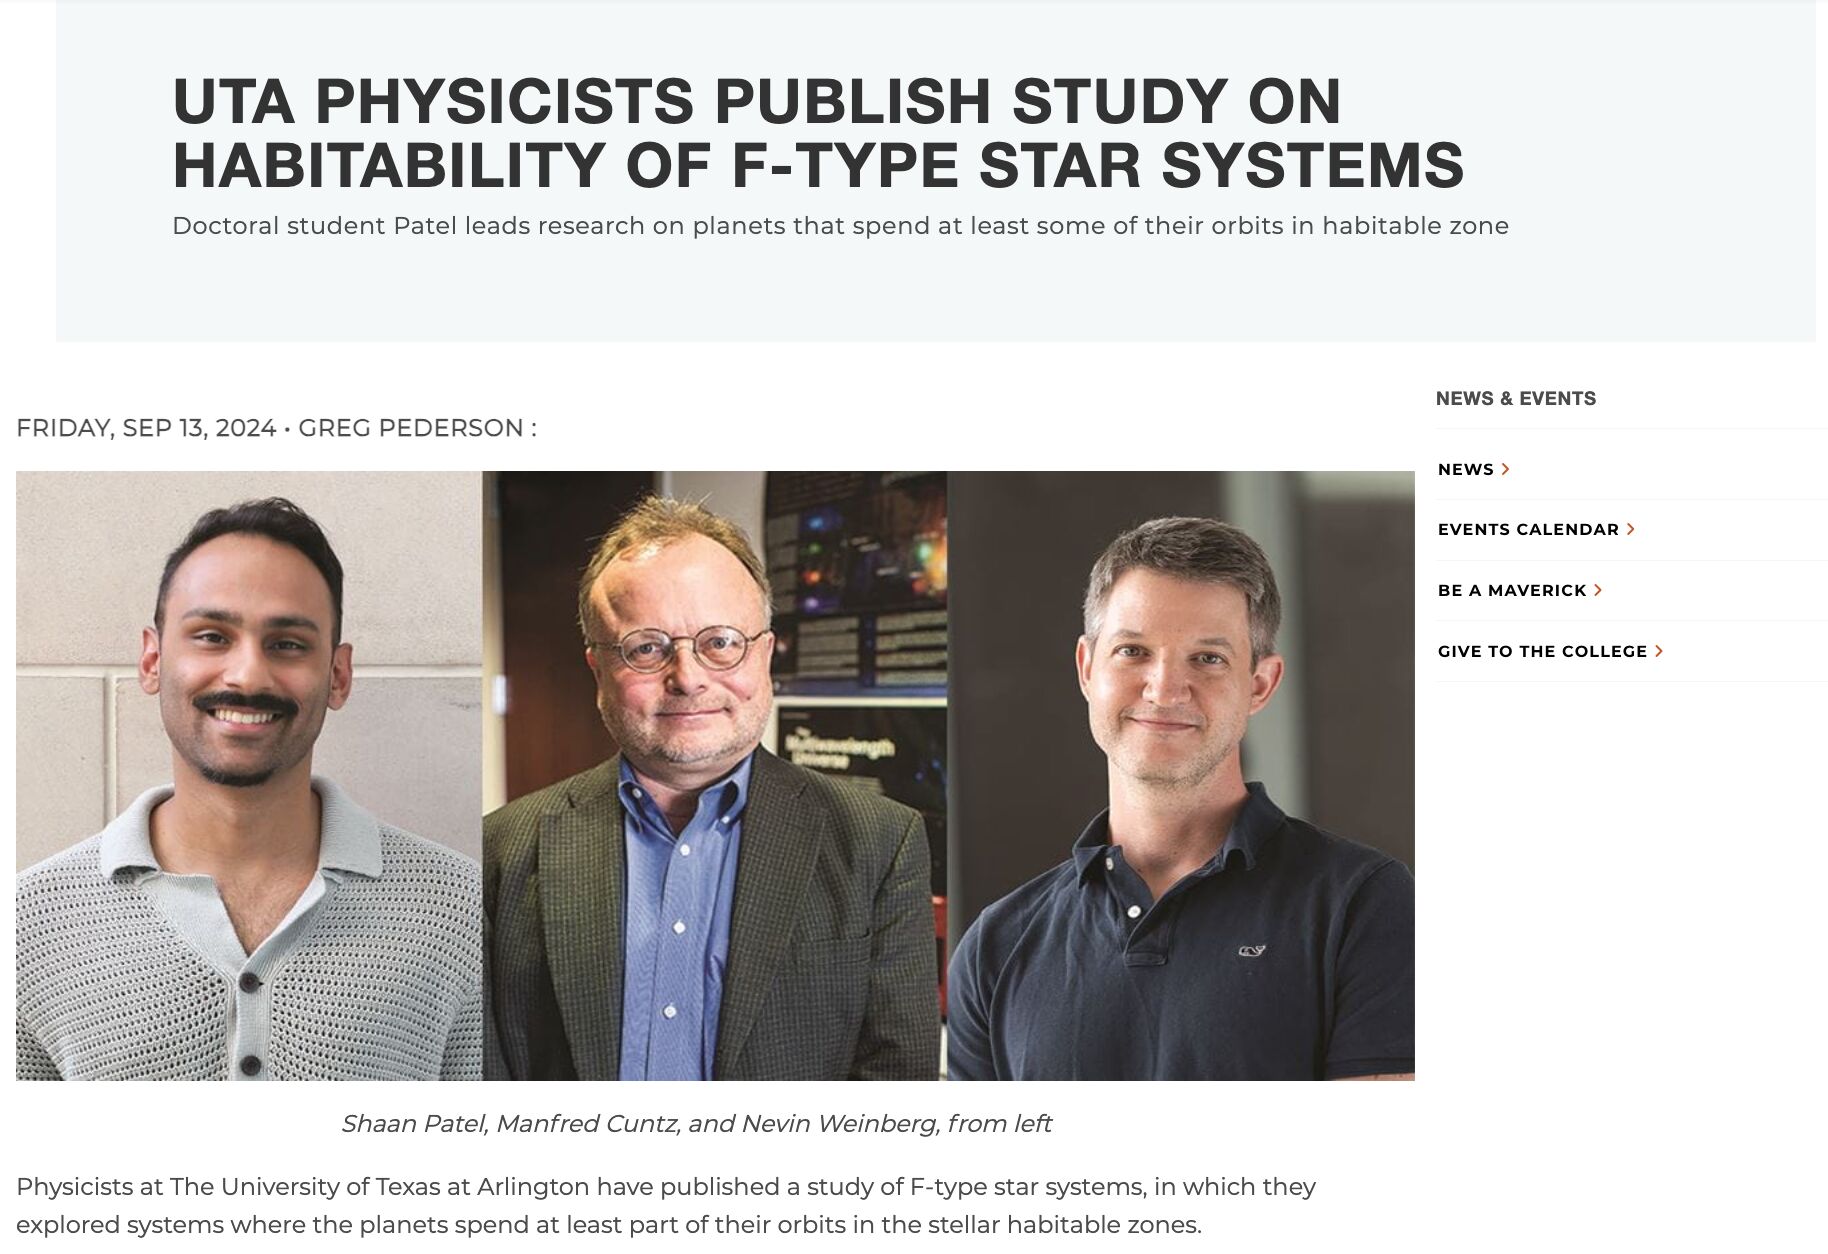 UTA PHYSICISTS PUBLISH STUDY ON
HABITABILITY OF F-TYPE STAR SYSTEMS
Doctoral student Patel leads research on planets that spend at least some of their orbits in habitable zone
FRIDAY, SEP 13, 2024 • GREG PEDERSON :
Multiwavelength
Universe
Shaan Patel, Manfred Cuntz, and Nevin Weinberg, from left
Physicists at The University of Texas at Arlington have published a study of F-type star systems, in which they
explored systems where the planets spend at least part of their orbits in the stellar habitable zones.
NEWS & EVENTS
NEWS
EVENTS CALENDAR
BE A MAVERICK
GIVE TO THE COLLEGE